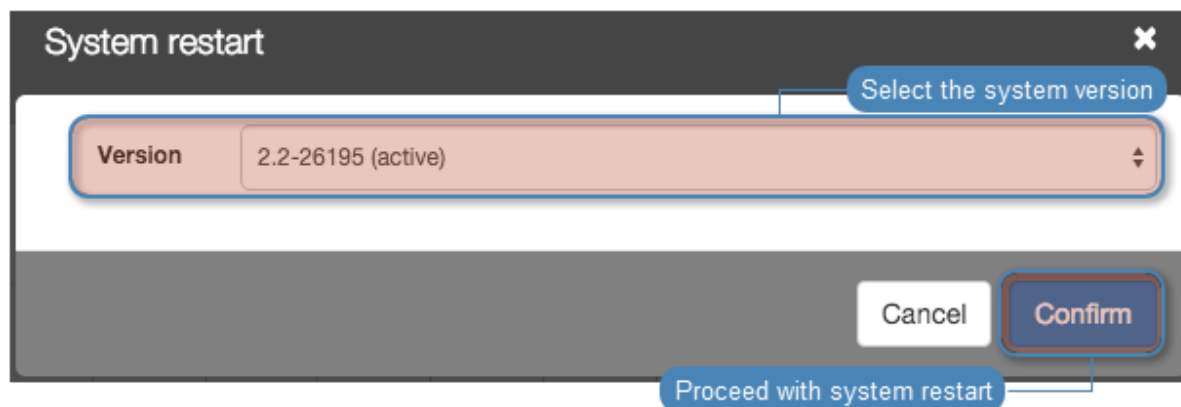 System restart
Select the system version
Version 2.2-26195 (active)
Cancel Confirm
Proceed with system restart